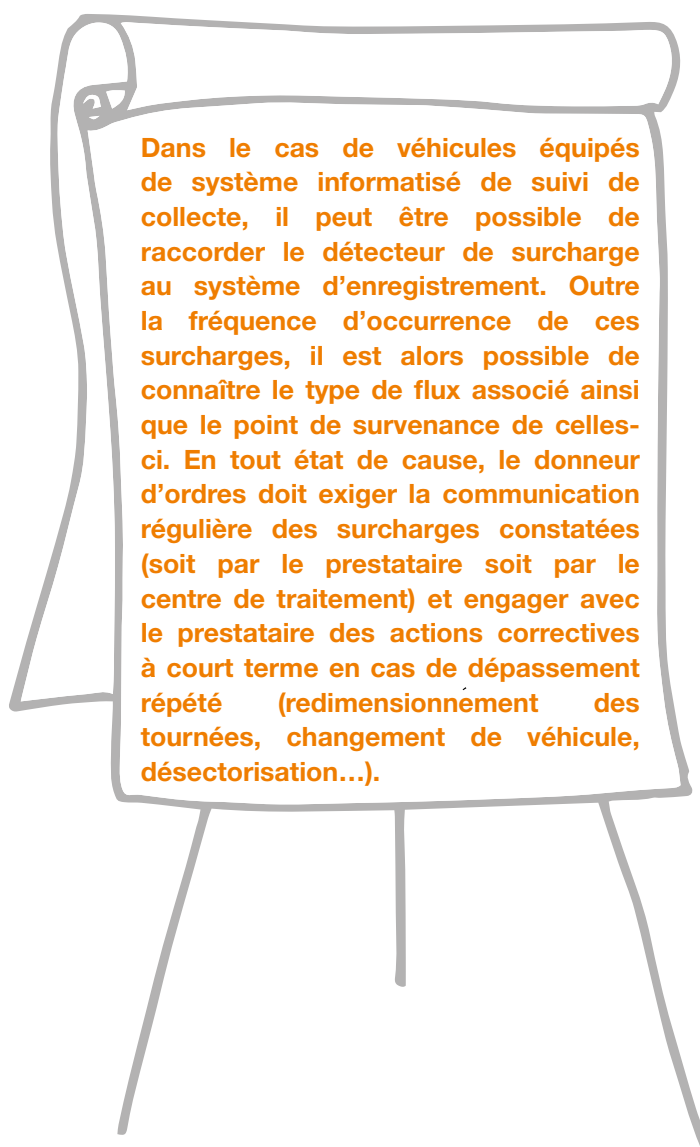 Dans le cas de véhicules équipés
de système informatisé de suivi de
collecte, il peut être possible de
raccorder le détecteur de surcharge
au système d’enregistrement. Outre
la fréquence d’occurrence de ces
surcharges, il est alors possible de
connaître le type de flux associé ainsi
que le point de survenance de celles-
ci. En tout état de cause, le donneur
d’ordres doit exiger la communication
régulière des surcharges constatées
(soit par le prestataire soit par le
centre de traitement) et engager avec
le prestataire des actions correctives
à court terme en cas de dépassement
répété (redimensionnement des
tournées, changement de véhicule,
désectorisation…).